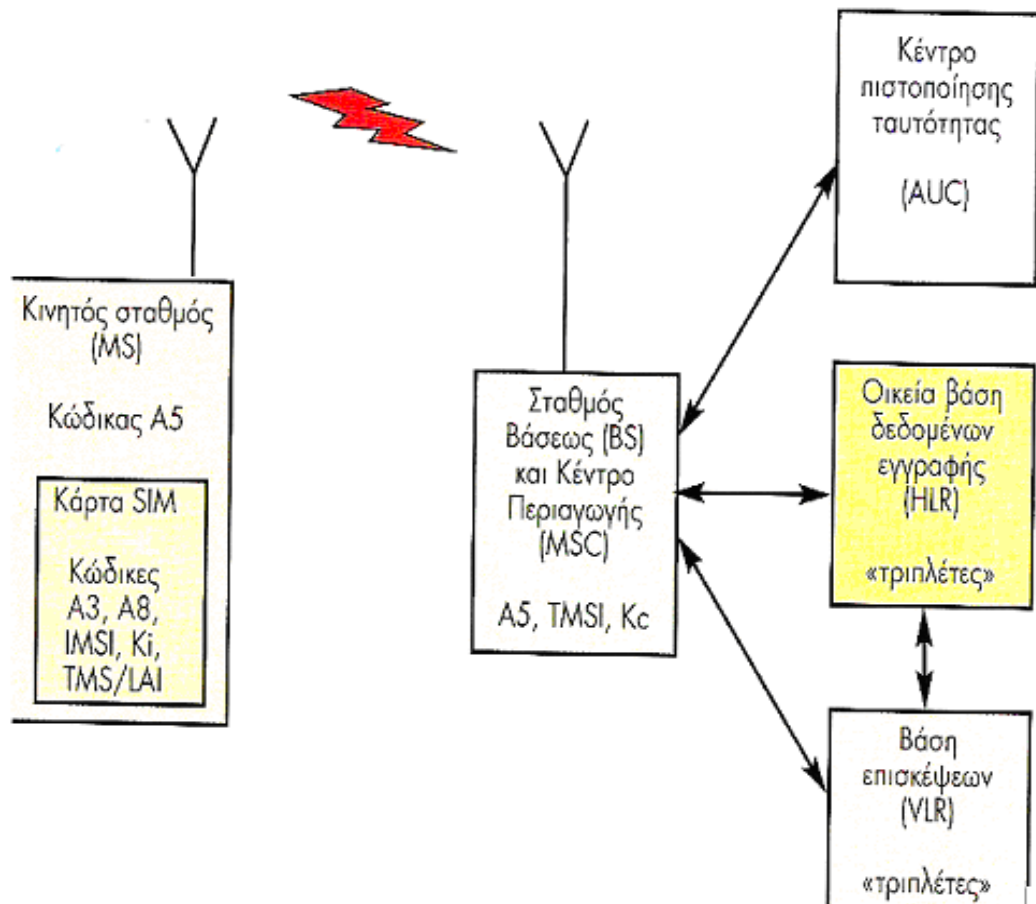 Κινητός σταθμός
(MS)
Κώδικας A5
Κάρτα SIM
Κώδικες
A3, A8,
IMSI, Ki,
TMS/LAI
Σταθμός
Βάσεως (BS)
και Κέντρο
Περιαγωγής
(MSC)
A5, TMSI, Kc
Κέντρο
πιστοποίησης
ταυτότητας
(AUC)
Οικεία βάση
δεδομένων
εγγραφής
(HLR)
«τριπλέτες»
Βάση
επισκέψεων
(VLR)
«τριπλέτες»